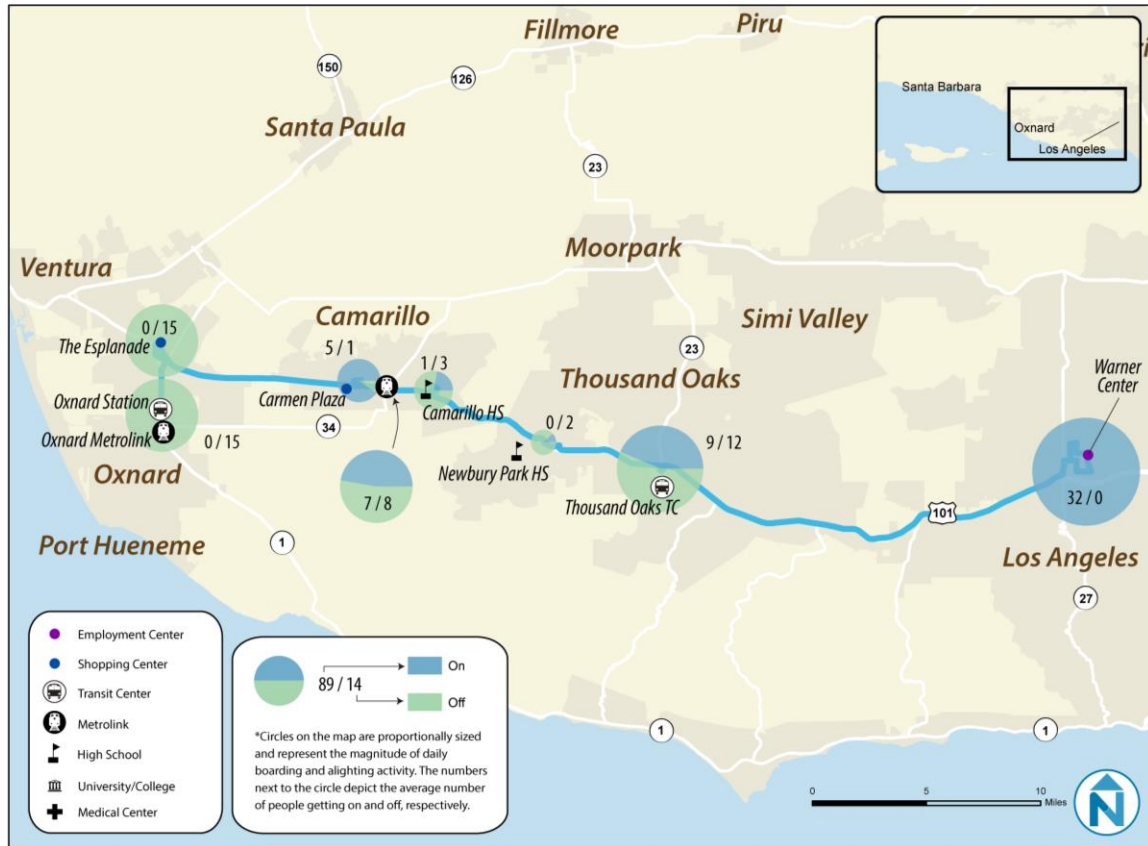 Fillmore
Piru
150
126
Santa Paula
Santa Barbara
Oxnard
Los Angeles
23
Moorpark
Ventura
Camarillo
Simi Valley
0 / 15
The Esplanade
5 / 1
1 / 3
23
Thousand Oaks
Warner
Center
Oxnard Station
Carmen Plaza
Camarillo HS
Oxnard Metrolink
0 / 15
34
0 / 2
9 / 12
Newbury Park HS
Oxnard
7 / 8
Thousand Oaks TC
32 / 0
101
Port Hueneme
1
Los Angeles
27
Employment Center
Shopping Center
Transit Center
Metrolink
High School
University/College
Medical Center
89 / 14
On
Off
*Circles on the map are proportionally sized
and represent the magnitude of daily
boarding and alighting activity. The numbers
next to the circle depict the average number
of people getting on and off, respectively.
1
1
0 5 10
Miles
N